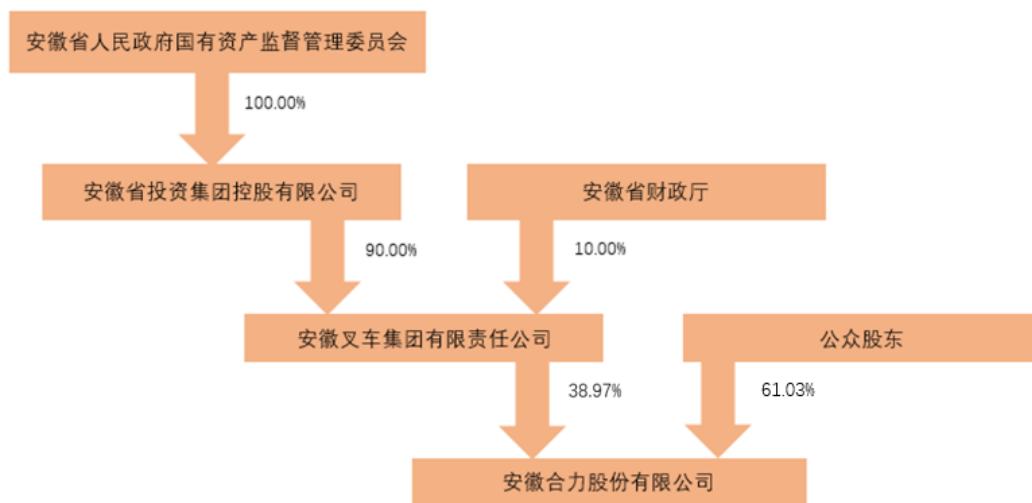 安徽省人民政府国有资产监督管理委员会
100.00%
安徽省投资集团控股有限公司
安徽省财政厅
90.00%
10.00%
安徽叉车集团有限责任公司
公众股东
38.97%
61.03%
安徽合力股份有限公司